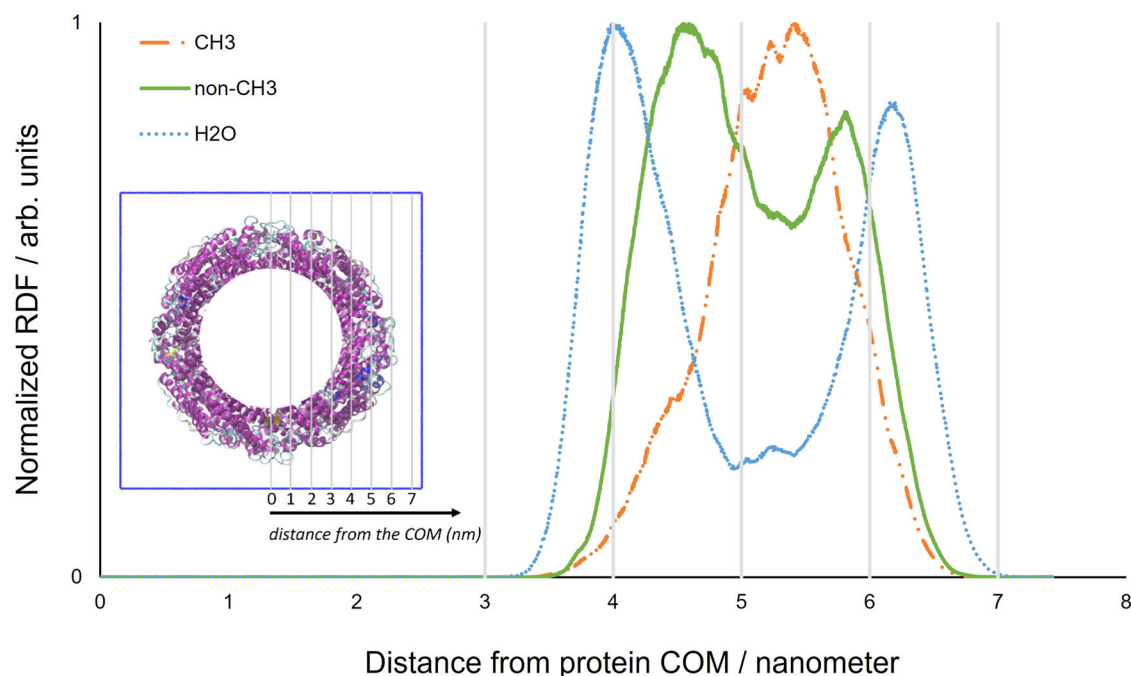 Normalized RDF / arb. units
1
CH3
non-CH3
H2O
0 1 2 3 4 5 6 7
distance from the COM (nm)
0
0 1 2 3 4 5 6 7 8
Distance from protein COM / nanometer